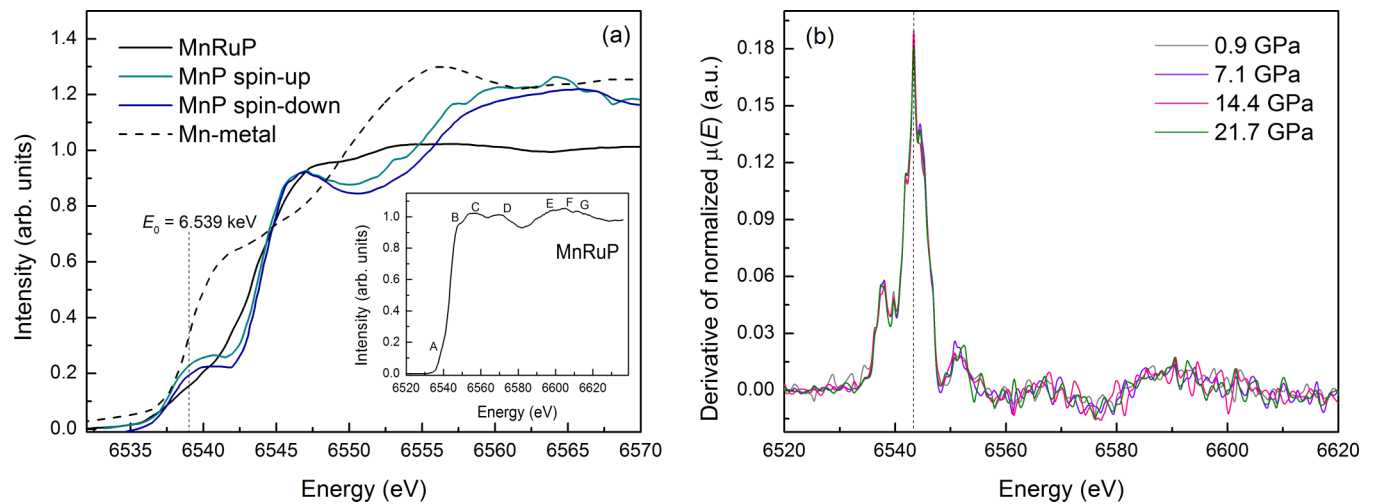 (a)
MnRuP
MnP spin-up
MnP spin-down
Mn-metal
E₀ = 6.539 keV
Intensity (arb. units)
1.4
1.2
1.0
0.8
0.6
0.4
0.2
0.0
6535 6540 6545 6550 6555 6560 6565 6570
Energy (eV)
Intensity (arb. units)
1.0
0.8
0.6
0.4
0.2
0.0
A B C D E F G
MnRuP
6520 6540 6560 6580 6600 6620
Energy (eV)
(b)
0.9 GPa
7.1 GPa
14.4 GPa
21.7 GPa
Derivative of normalized μ(E) (a.u.)
0.18
0.15
0.12
0.09
0.06
0.03
0.00
6520 6540 6560 6580 6600 6620
Energy (eV)